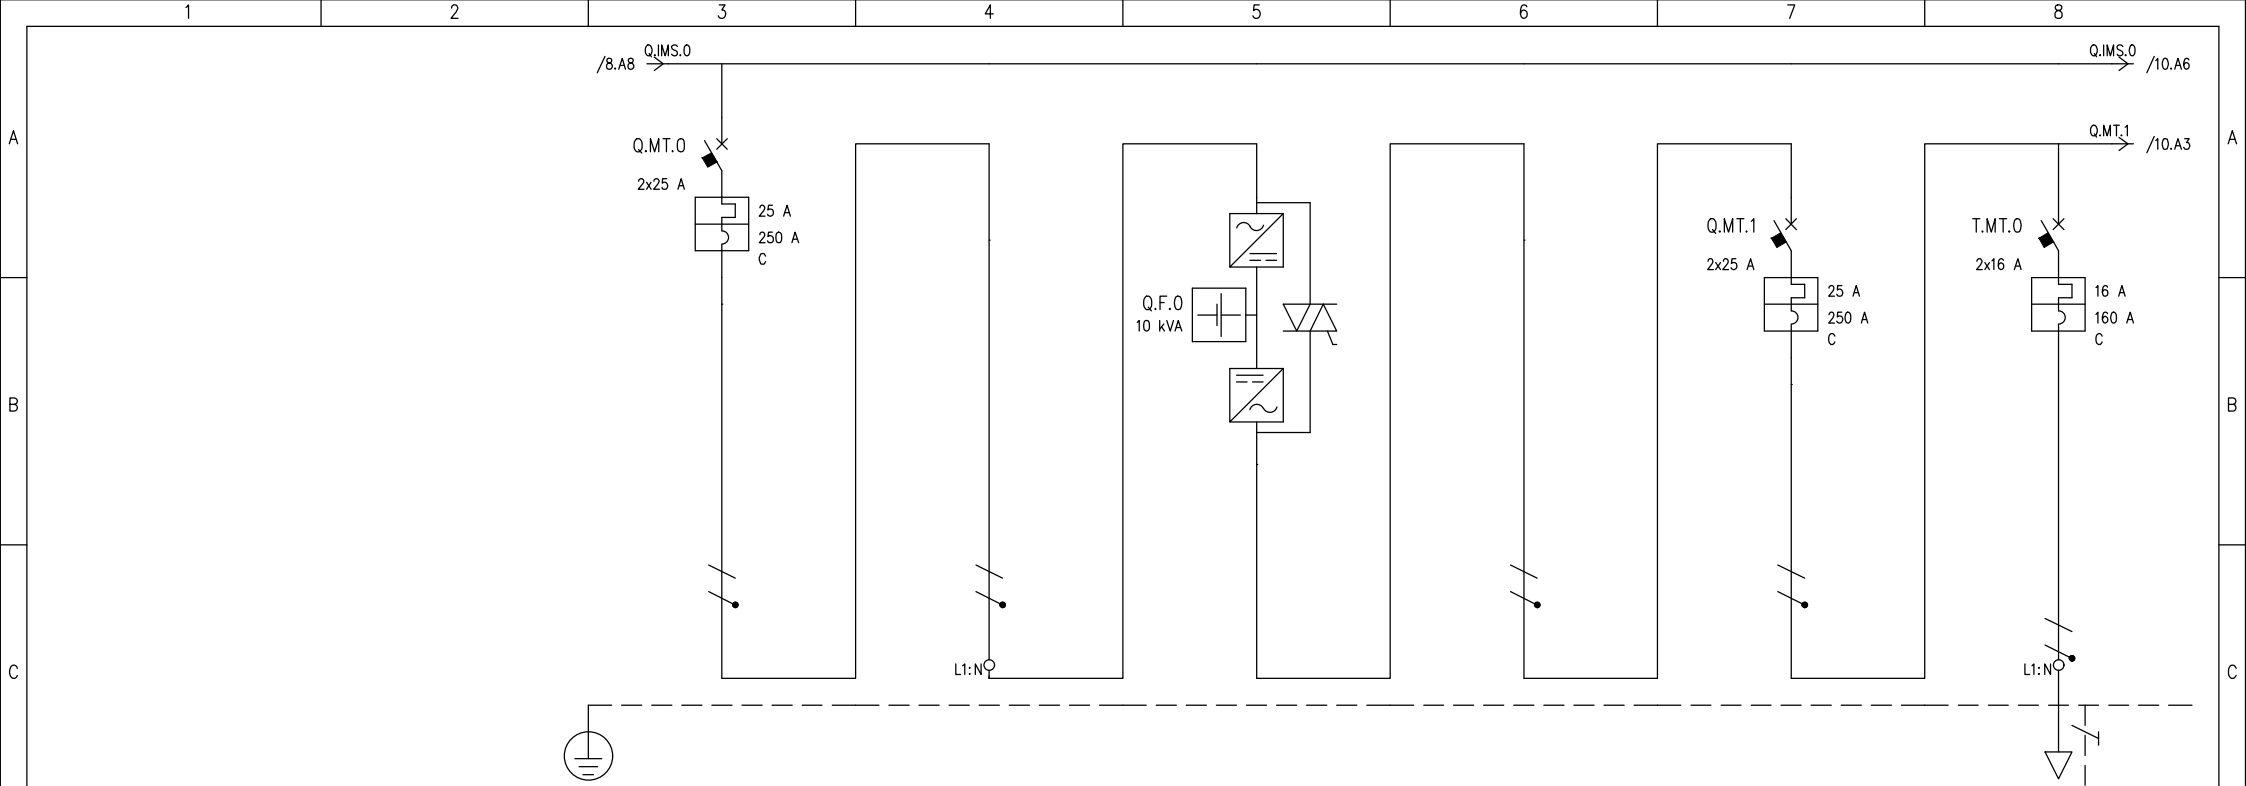 1 2 3 4 5 6 7 8
Q.IMS.0 Q.IMS.0
/8.A8 /10.A6
A Q.MT.1 A
Q.MT.0 /10.A3
2x25 A
25 A
250 A
C
Q.MT.1 T.MT.0
2x25 A 2x16 A
25 A 16 A
250 A 160 A
C C
Q.F.0
10 kVA
B B
C L1:N L1:N C